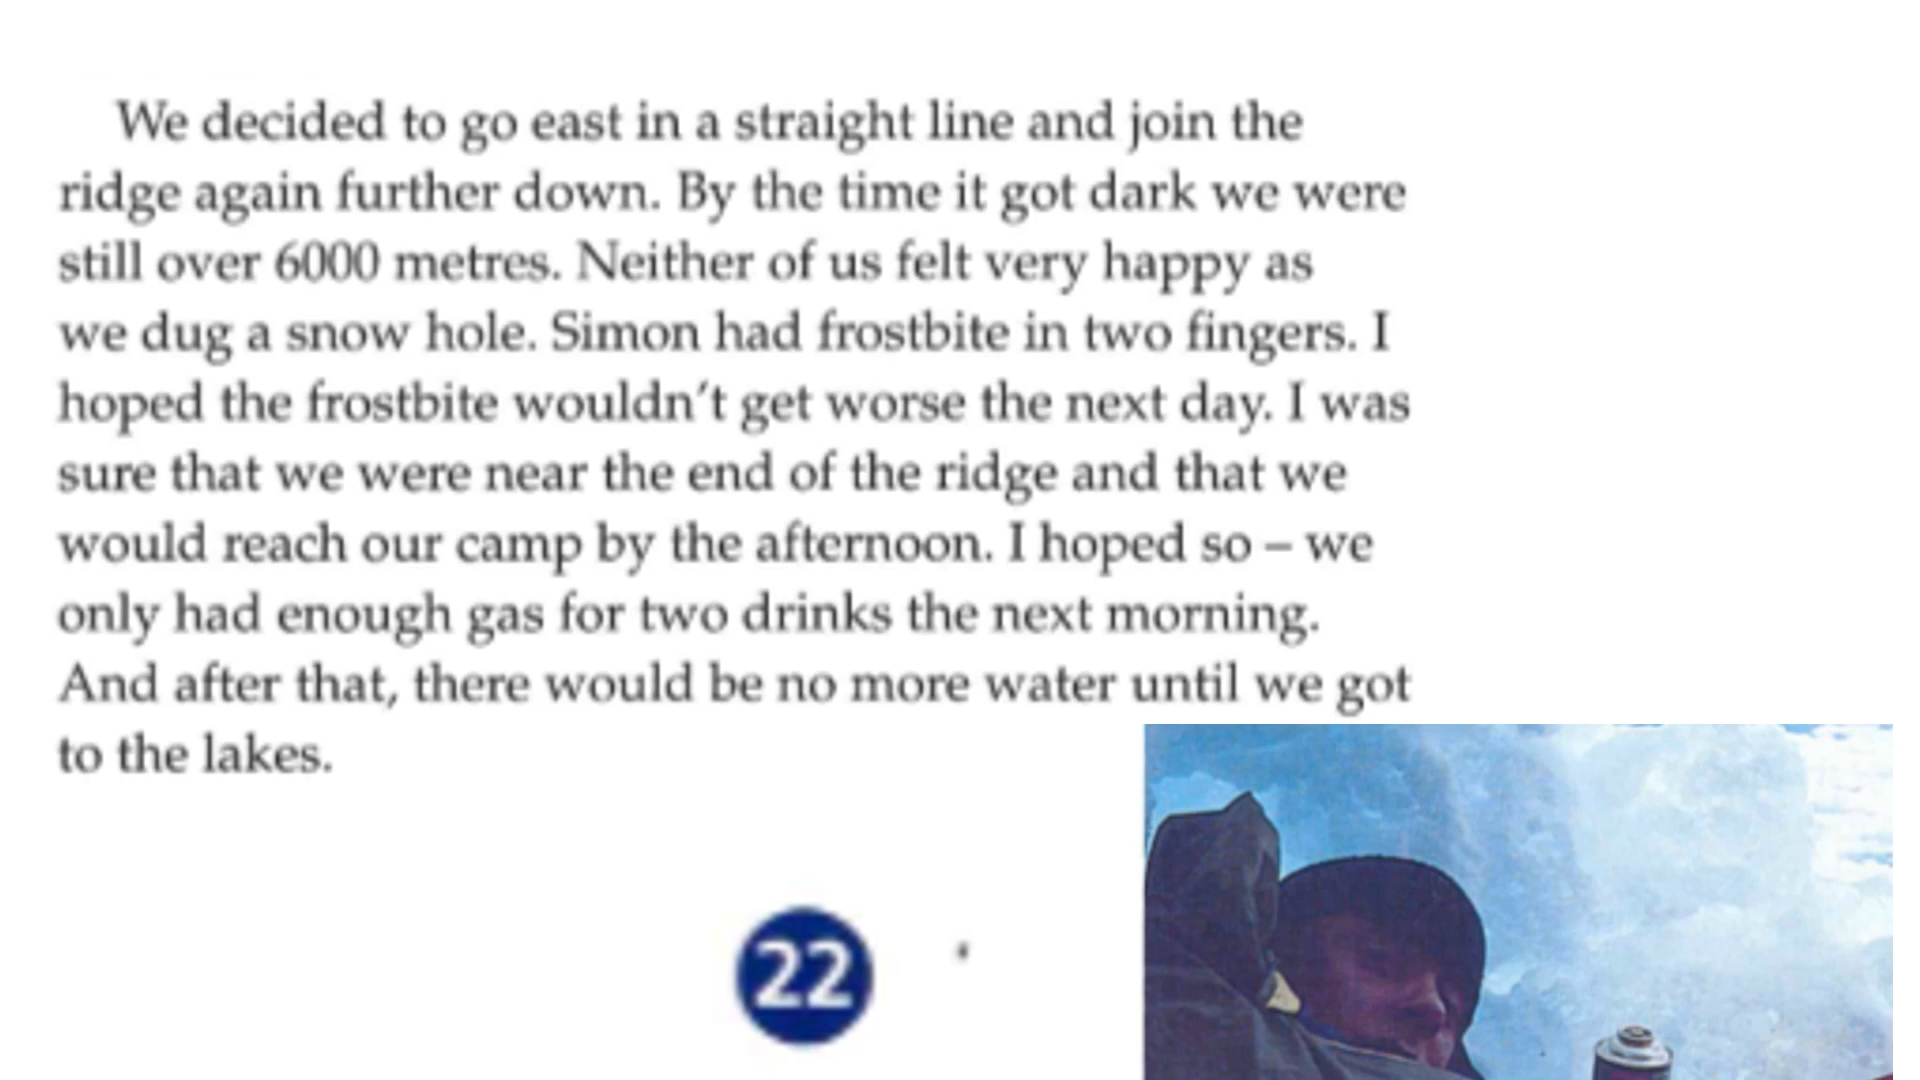 We decided to go east in a straight line and join the
ridge again further down. By the time it got dark we were
still over 6000 metres. Neither of us felt very happy as
we dug a snow hole. Simon had frostbite in two fingers. I
hoped the frostbite wouldn't get worse the next day. I was
sure that we were near the end of the ridge and that we
would reach our camp by the afternoon. I hoped so – we
only had enough gas for two drinks the next morning.
And after that, there would be no more water until we got
to the lakes.
22